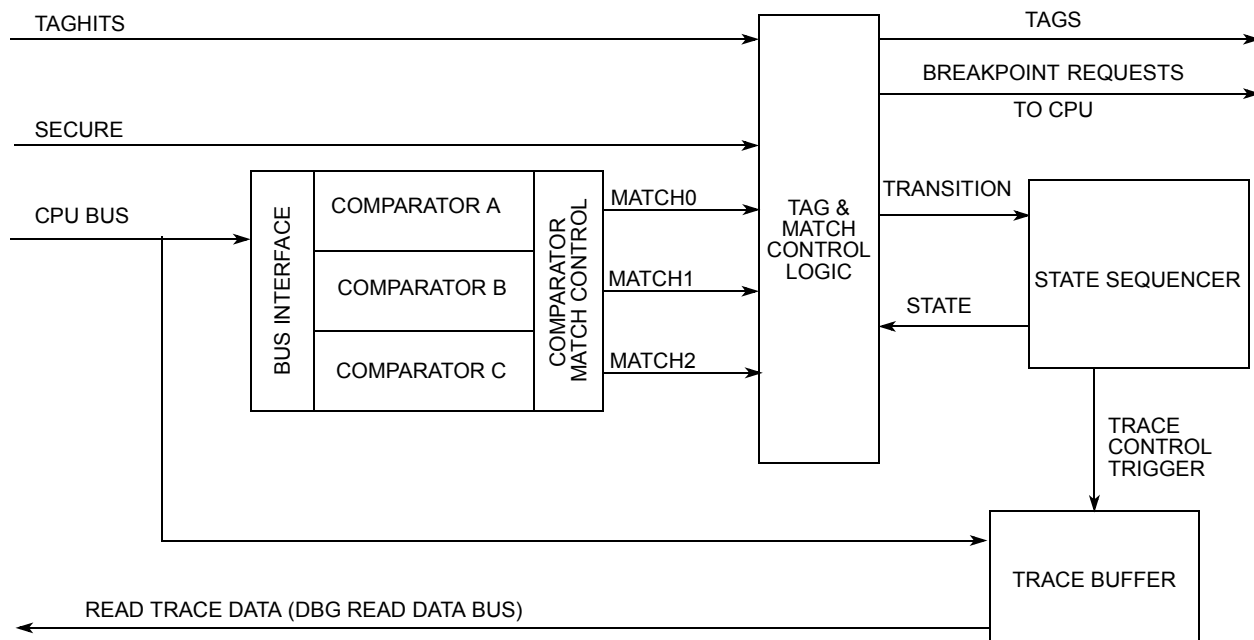 TAGHITS
TAGS
BREAKPOINT REQUESTS
TO CPU
SECURE
CPU BUS
BUS INTERFACE
COMPARATOR A
COMPARATOR B
COMPARATOR C
COMPARATOR
MATCH CONTROL
MATCH0
MATCH1
MATCH2
TAG &
MATCH
CONTROL
LOGIC
TRANSITION
STATE
STATE SEQUENCER
TRACE
CONTROL
TRIGGER
TRACE BUFFER
READ TRACE DATA (DBG READ DATA BUS)